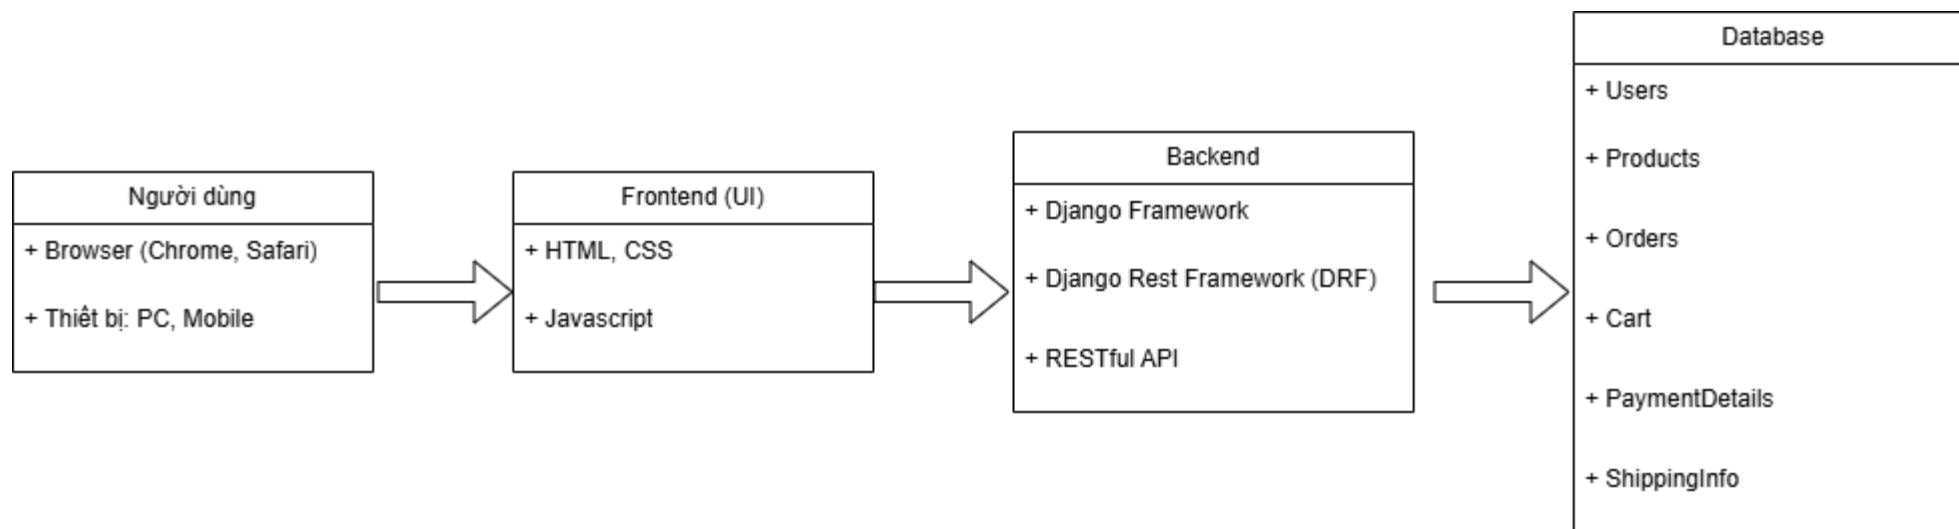 Người dùng
+ Browser (Chrome, Safari)
+ Thiết bị: PC, Mobile
Frontend (UI)
+ HTML, CSS
+ Javascript
Backend
+ Django Framework
+ Django Rest Framework (DRF)
+ RESTful API
Database
+ Users
+ Products
+ Orders
+ Cart
+ PaymentDetails
+ ShippingInfo